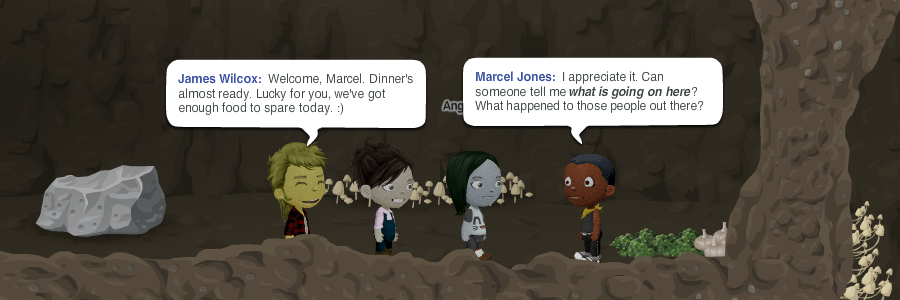 James Wilcox: Welcome, Marcel. Dinner's
almost ready. Lucky for you, we've got
enough food to spare today. :)
Marcel Jones: I appreciate it. Can
someone tell me what is going on here?
What happened to those people out there?
Ang